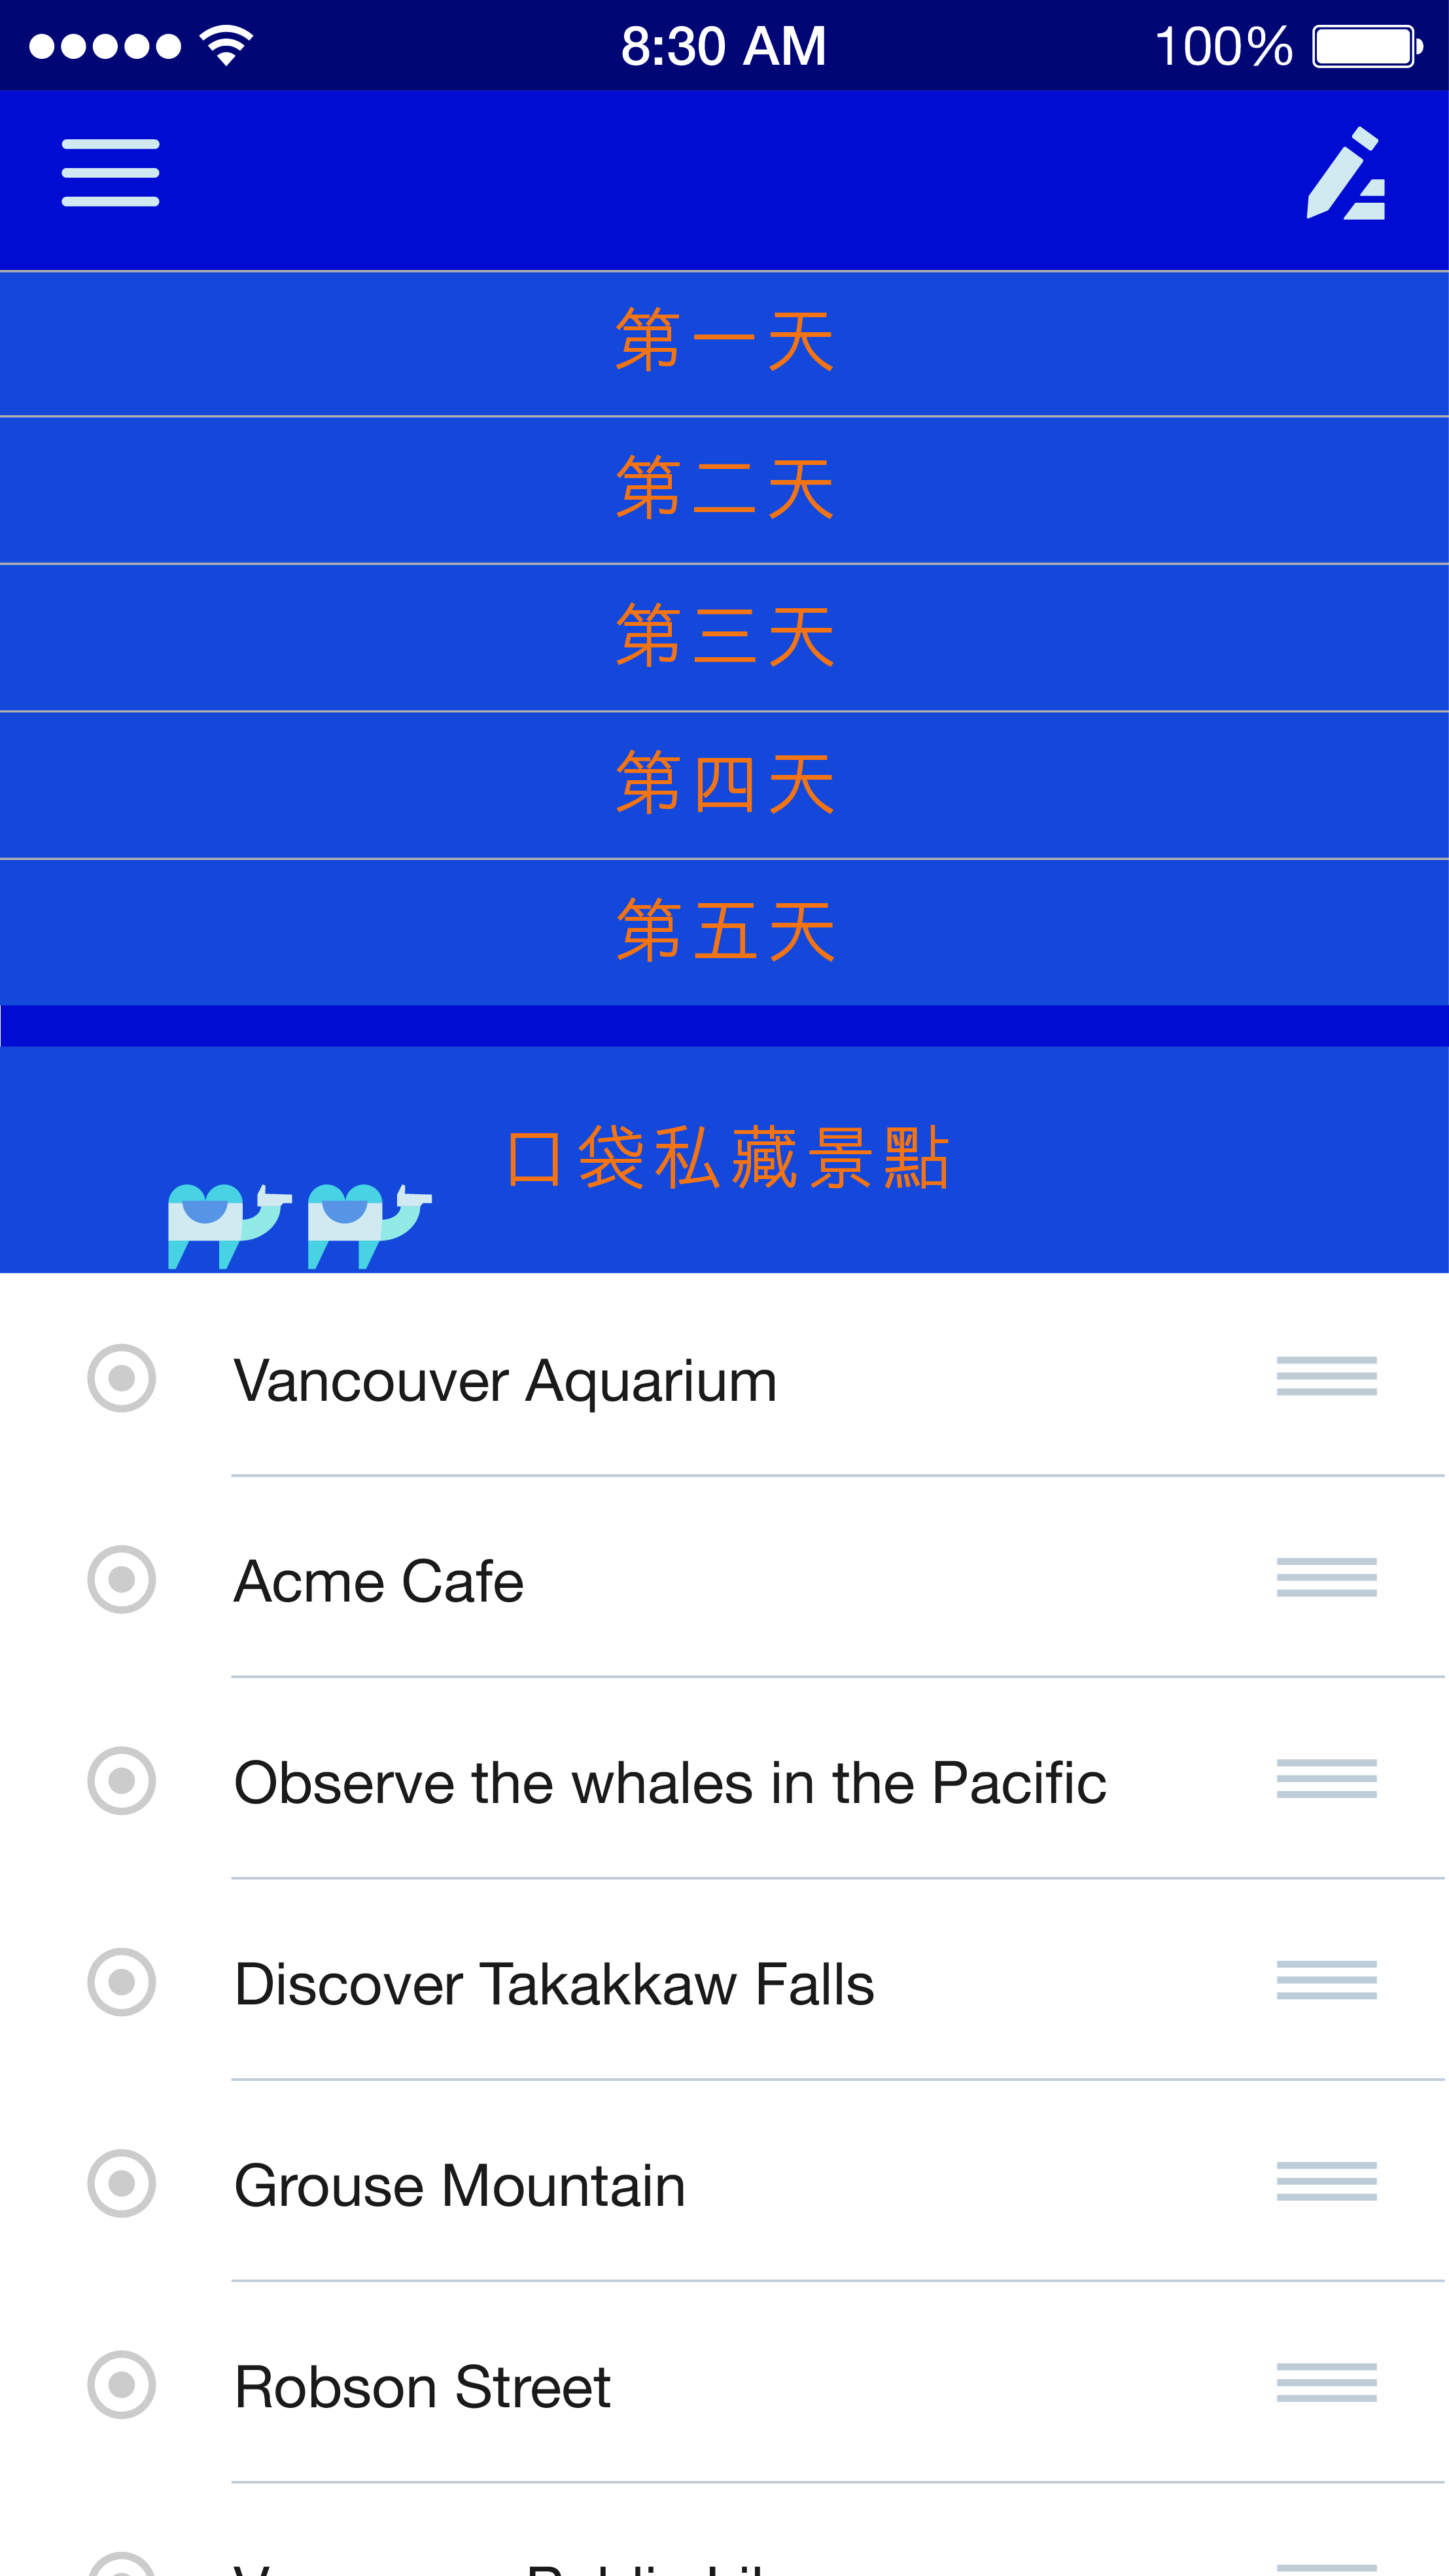 8:30 AM 100%
第一天
第二天
第三天
第四天
第五天
口袋私藏景點
Vancouver Aquarium
Acme Cafe
Observe the whales in the Pacific
Discover Takakkaw Falls
Grouse Mountain
Robson Street